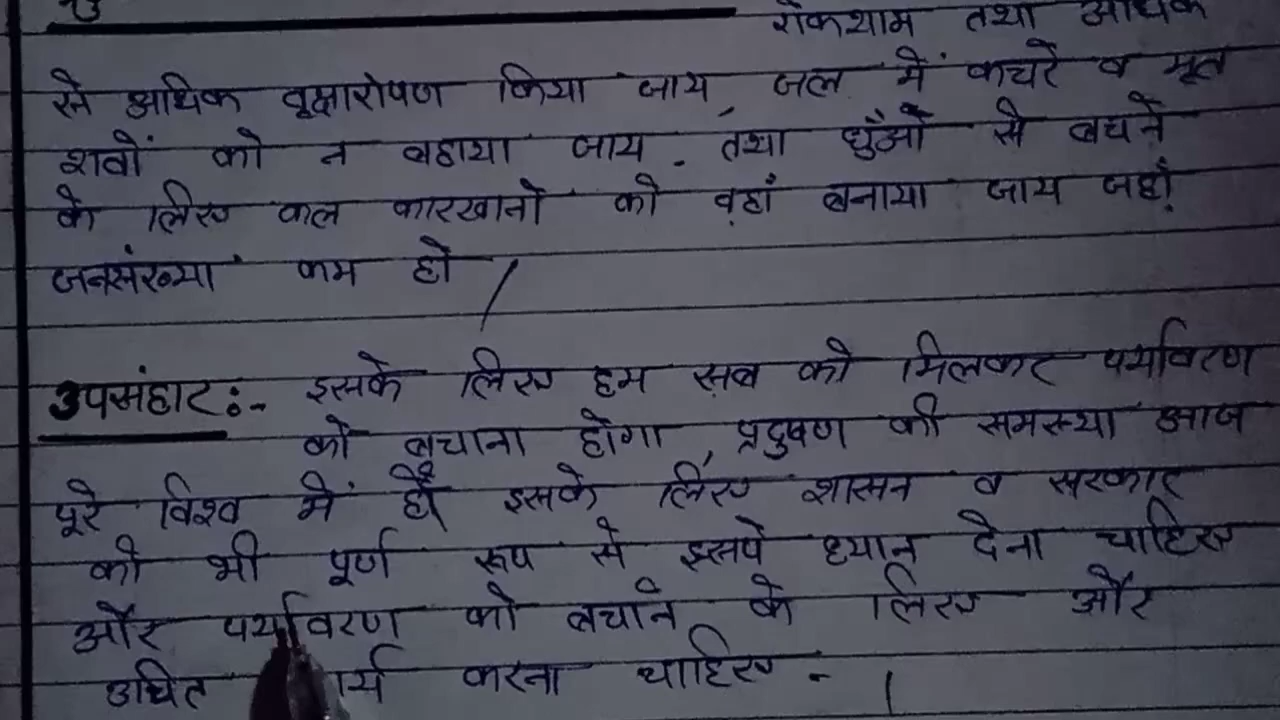 रोकथाम तथा अधिक
से अधिक वृक्षारोपण किया जाय, जल में कचरे व मृत
शवों को न बहाया जाय. तथा धुँओ से बचने
के लिए कल कारखानो को वहाँ बनाया जाय जहाँ
जनसंख्या कम हो /
उपसंहार :- इसके लिए हम सब को मिलकर पर्यावरण
को बचाना होगा, प्रदुषण की समस्या आज
पूरे विश्व में है इसके लिए शासन व सरकार
को भी पूर्ण रूप से इसपे ध्यान देना चाहिए
और पर्यावरण को बचाने के लिए और
उचित करना चाहिए - ।